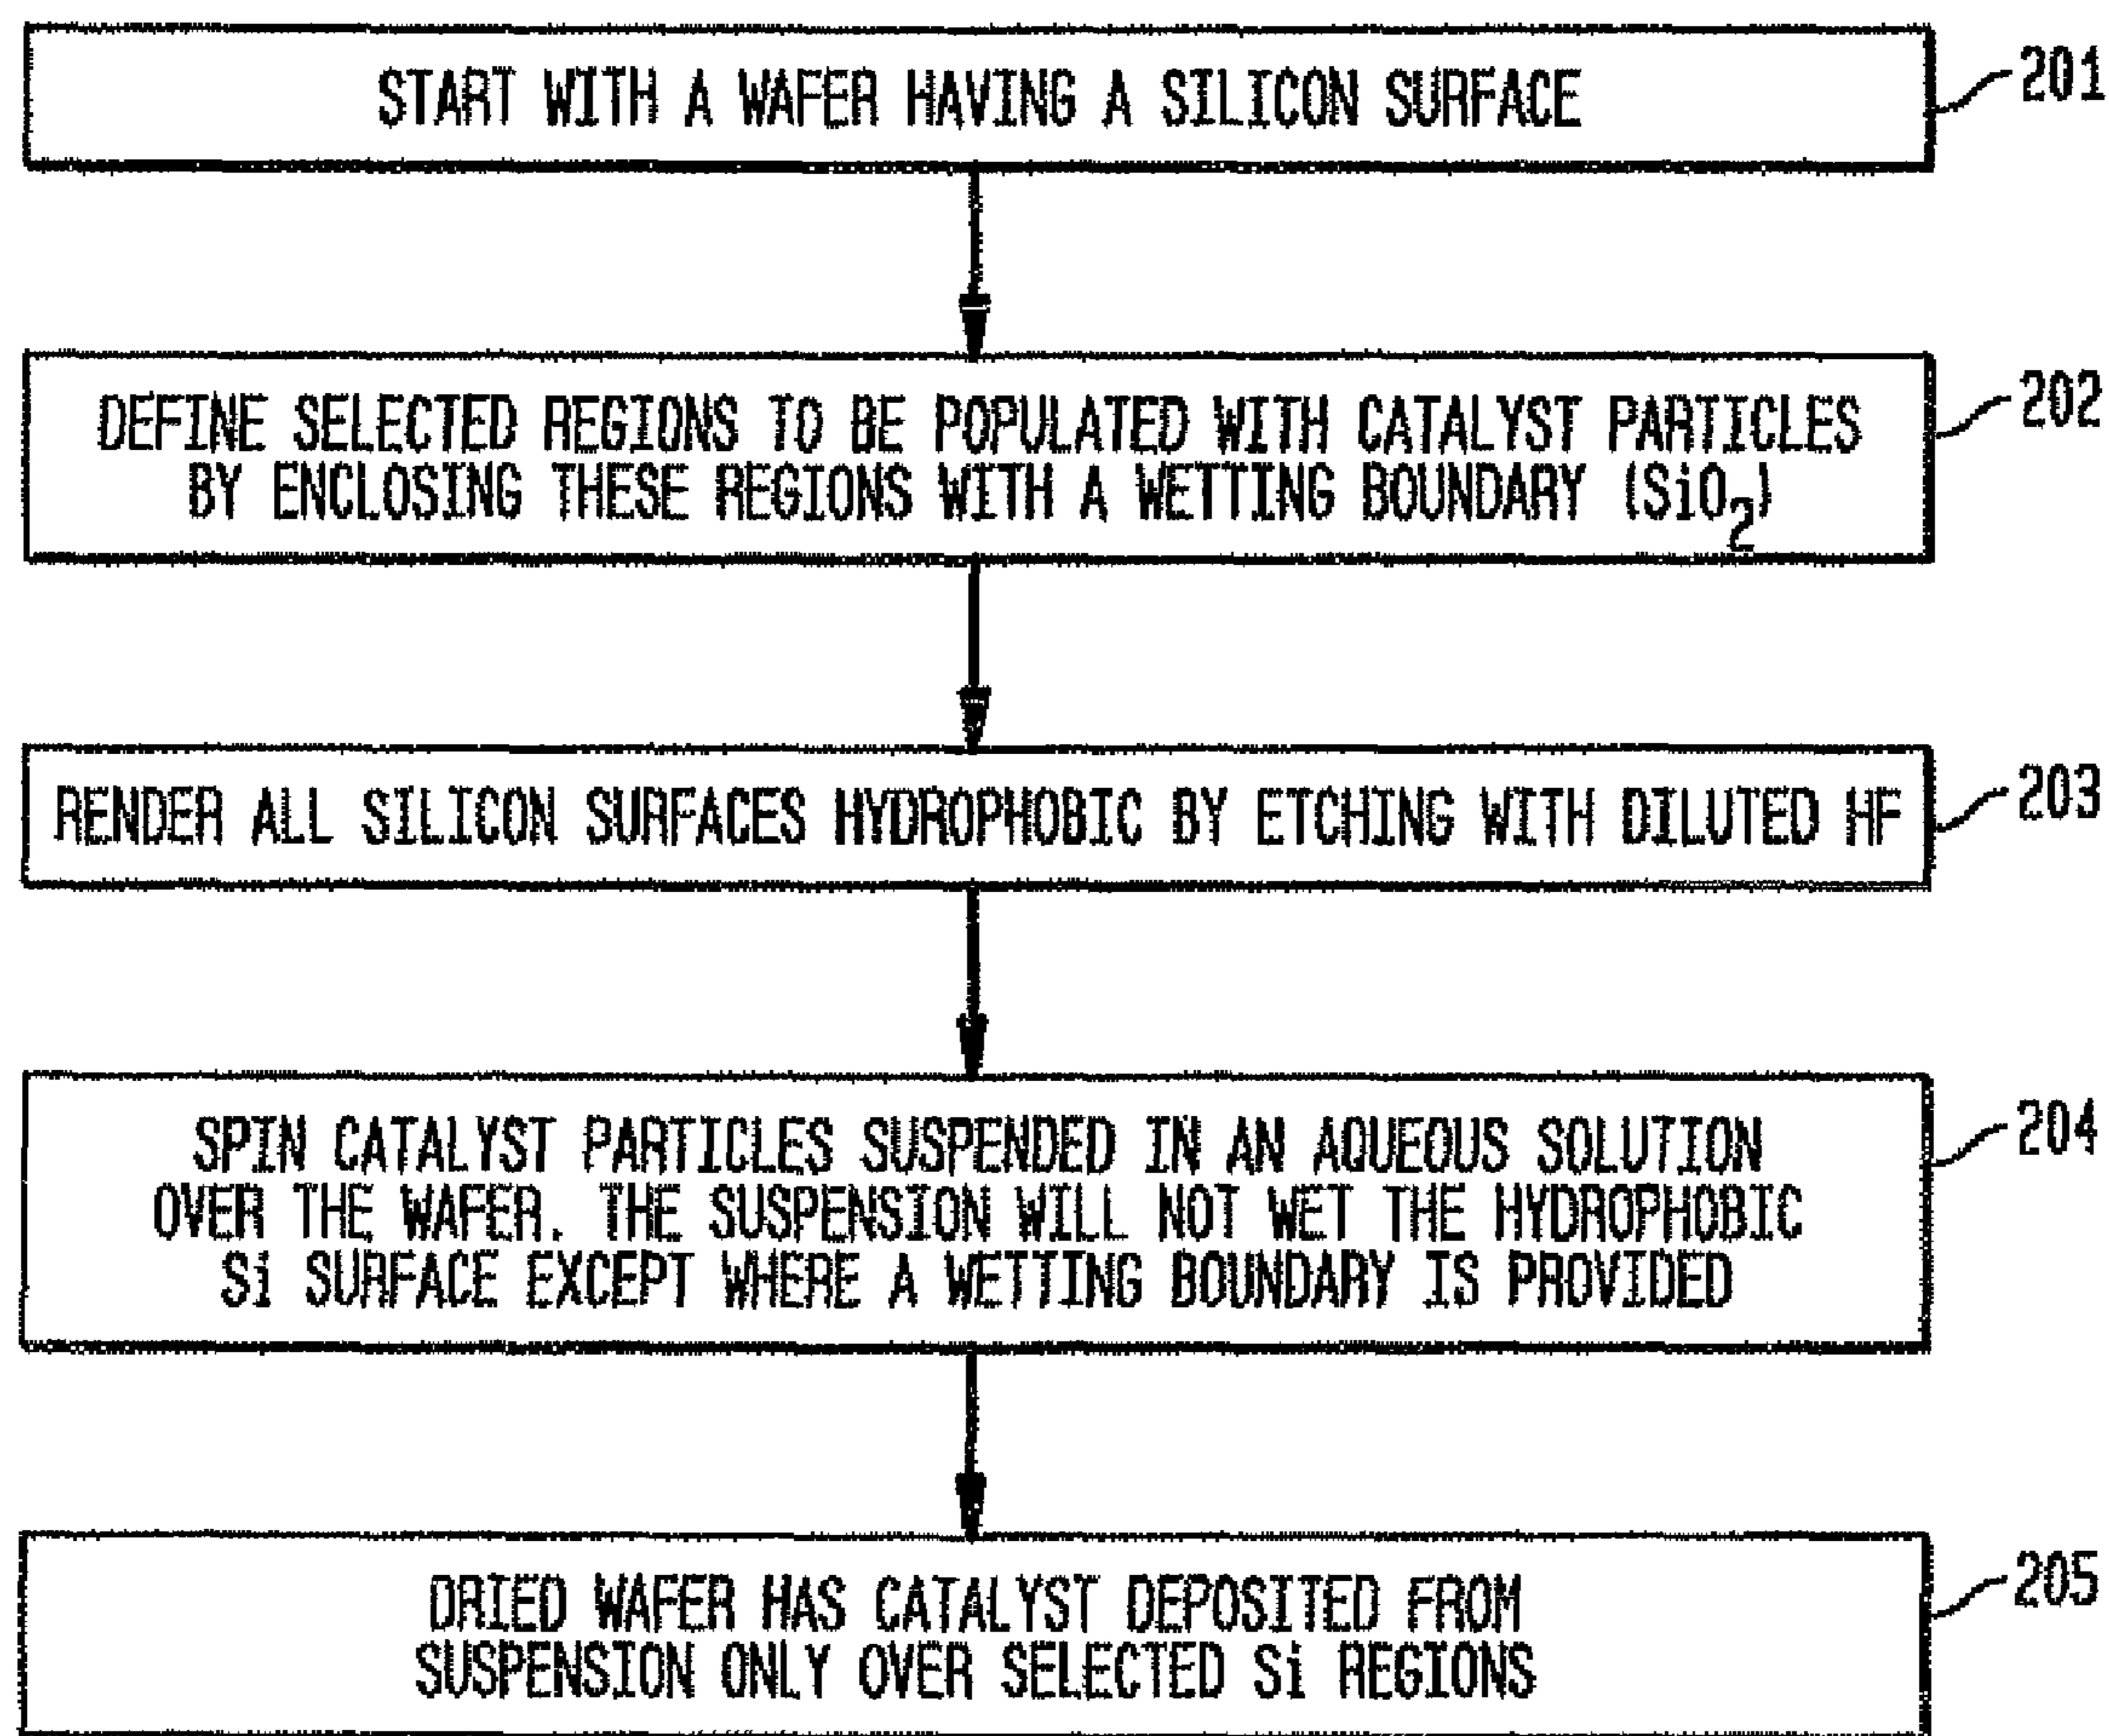 START WITH A WAFER HAVING A SILICON SURFACE
201
DEFINE SELECTED REGIONS TO BE POPULATED WITH CATALYST PARTICLES
BY ENCLOSING THESE REGIONS WITH A WETTING BOUNDARY (SiO₂)
202
RENDER ALL SILICON SURFACES HYDROPHOBIC BY ETCHING WITH DILUTED HF
203
SPIN CATALYST PARTICLES SUSPENDED IN AN AQUEOUS SOLUTION
OVER THE WAFER. THE SUSPENSION WILL NOT WET THE HYDROPHOBIC
Si SURFACE EXCEPT WHERE A WETTING BOUNDARY IS PROVIDED
204
DRIED WAFER HAS CATALYST DEPOSITED FROM
SUSPENSION ONLY OVER SELECTED Si REGIONS
205